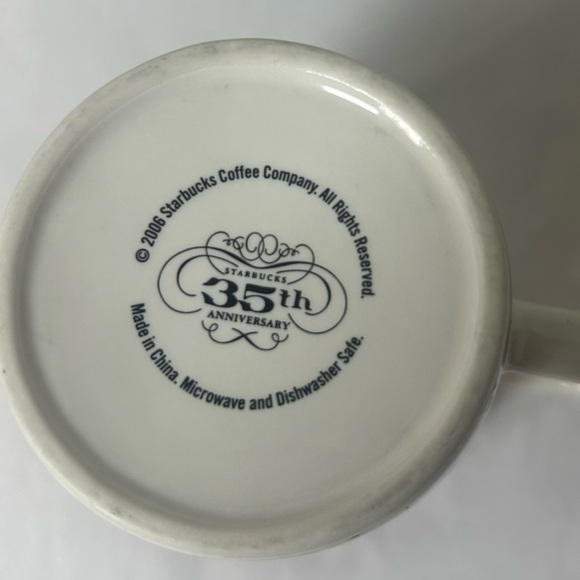 © 2006 Starbucks Coffee Company. All Rights Reserved.
STARBUCKS
35th
ANNIVERSARY
Made in China. Microwave and Dishwasher Safe.